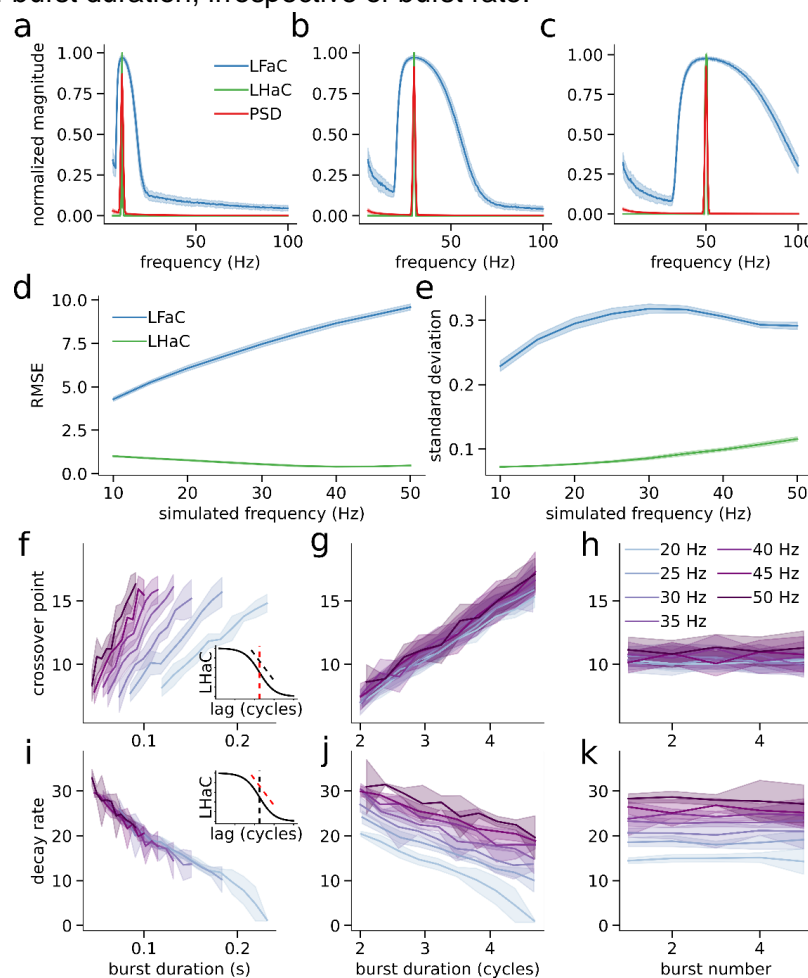 burst duration, irrespective of burst rate.
a b c
1.00 1.00 1.00
0.75 0.75 0.75
0.50 0.50 0.50
0.25 0.25 0.25
0.00 0.00 0.00
normalized magnitude
LFaC
LHaC
PSD
50 100 50 100 50 100
frequency (Hz) frequency (Hz) frequency (Hz)
d e
10.0
7.5
5.0
2.5
0.0
RMSE
LFaC
LHaC
0.3
0.2
0.1
standard deviation
10 20 30 40 50 10 20 30 40 50
simulated frequency (Hz) simulated frequency (Hz)
f g h
15 15 15
10 10 10
crossover point
LHaC
lag (cycles)
20 Hz 40 Hz
25 Hz 45 Hz
30 Hz 50 Hz
35 Hz
0.1 0.2 2 3 4 2 4
i j k
30 30 30
20 20 20
10 10 10
0 0 0
decay rate
LHaC
lag (cycles)
0.1 0.2 2 3 4 2 4
burst duration (s) burst duration (cycles) burst number